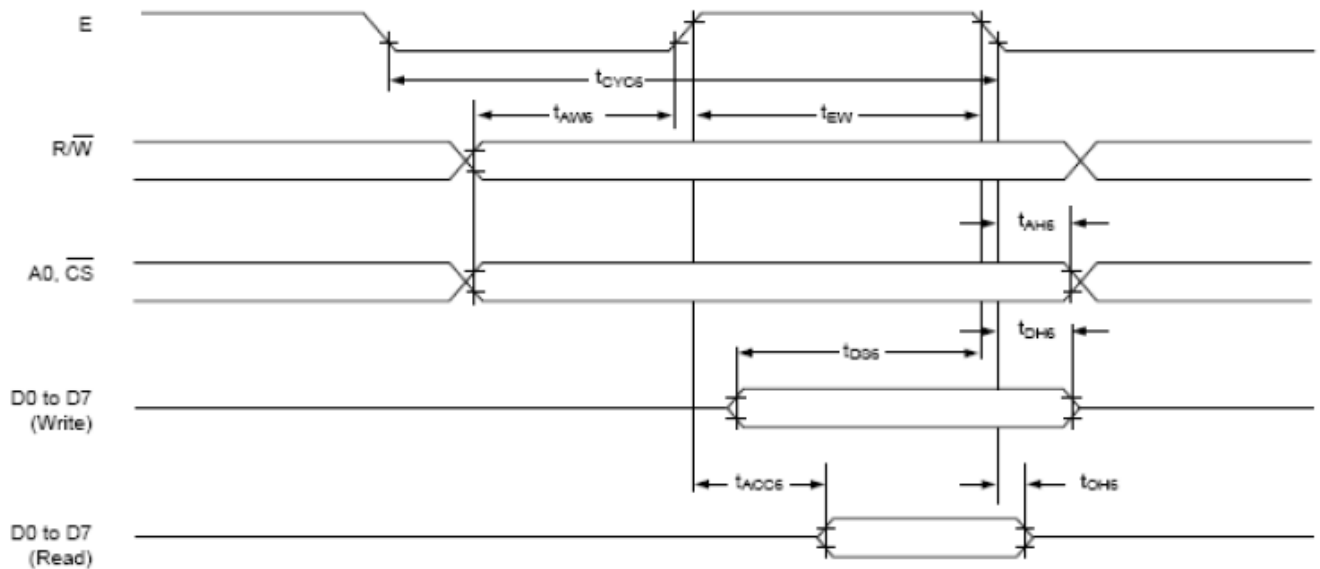 E
tCYC6
tAW6
tEW
R/W
tAH6
A0, CS
tDH6
tDS6
D0 to D7
(Write)
tACC6
tOH6
D0 to D7
(Read)